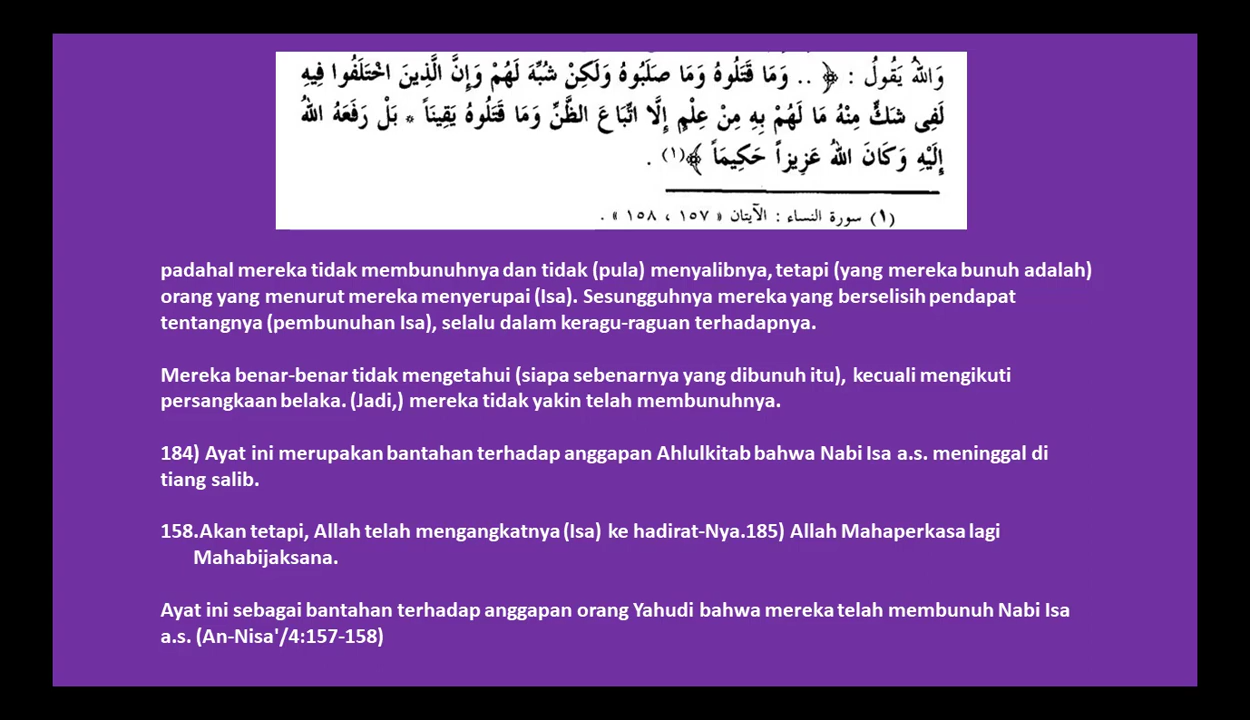 وَاللهُ يَقُولُ : ﴿ .. وَمَا قَتَلُوهُ وَمَا صَلَبُوهُ وَلَكِنْ شُبِّهَ لَهُمْ وَإِنَّ الَّذِينَ اخْتَلَفُوا فِيهِ
لَفِى شَكٍّ مِنْهُ مَا لَهُمْ بِهِ مِنْ عِلْمٍ إِلَّا اتِّبَاعَ الظَّنِّ وَمَا قَتَلُوهُ يَقِيناً * بَلْ رَفَعَهُ اللهُ
إِلَيْهِ وَكَانَ اللهُ عَزِيزاً حَكِيمَاً ﴾(١) .
(١) سورة النساء : الآيتان « ١٥٧ ، ١٥٨ » .
padahal mereka tidak membunuhnya dan tidak (pula) menyalibnya, tetapi (yang mereka bunuh adalah)
orang yang menurut mereka menyerupai (Isa). Sesungguhnya mereka yang berselisih pendapat
tentangnya (pembunuhan Isa), selalu dalam keragu-raguan terhadapnya.
Mereka benar-benar tidak mengetahui (siapa sebenarnya yang dibunuh itu), kecuali mengikuti
persangkaan belaka. (Jadi,) mereka tidak yakin telah membunuhnya.
184) Ayat ini merupakan bantahan terhadap anggapan Ahlulkitab bahwa Nabi Isa a.s. meninggal di
tiang salib.
158.Akan tetapi, Allah telah mengangkatnya (Isa) ke hadirat-Nya.185) Allah Mahaperkasa lagi
Mahabijaksana.
Ayat ini sebagai bantahan terhadap anggapan orang Yahudi bahwa mereka telah membunuh Nabi Isa
a.s. (An-Nisa'/4:157-158)